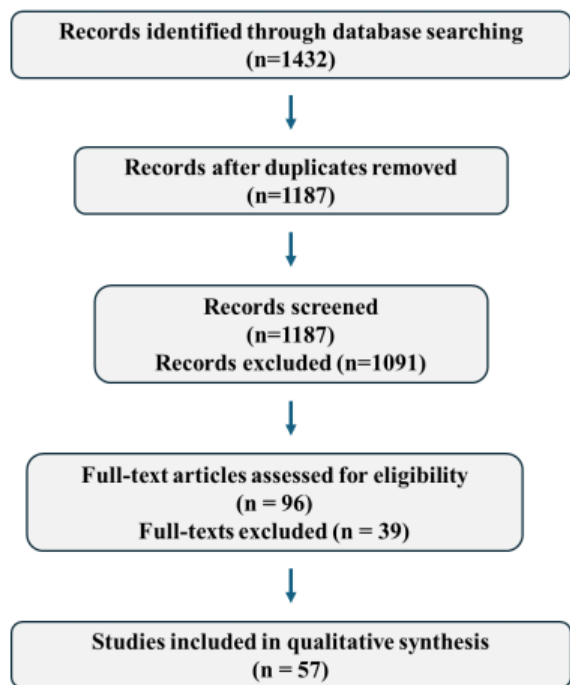 Records identified through database searching
(n=1432)
Records after duplicates removed
(n=1187)
Records screened
(n=1187)
Records excluded (n=1091)
Full-text articles assessed for eligibility
(n = 96)
Full-texts excluded (n = 39)
Studies included in qualitative synthesis
(n = 57)